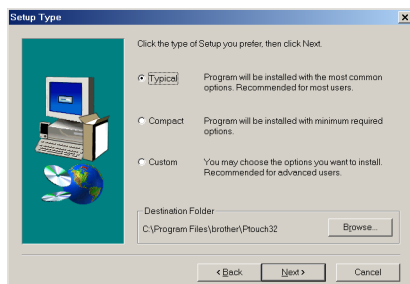 Setup Type
Click the type of Setup you prefer, then click Next.
Typical
Program will be installed with the most common
options. Recommended for most users.
Compact
Program will be installed with minimum required
options.
Custom
You may choose the options you want to install.
Recommended for advanced users.
Destination Folder
C:\Program Files\brother\Ptouch32
Browse...
< Back
Next >
Cancel